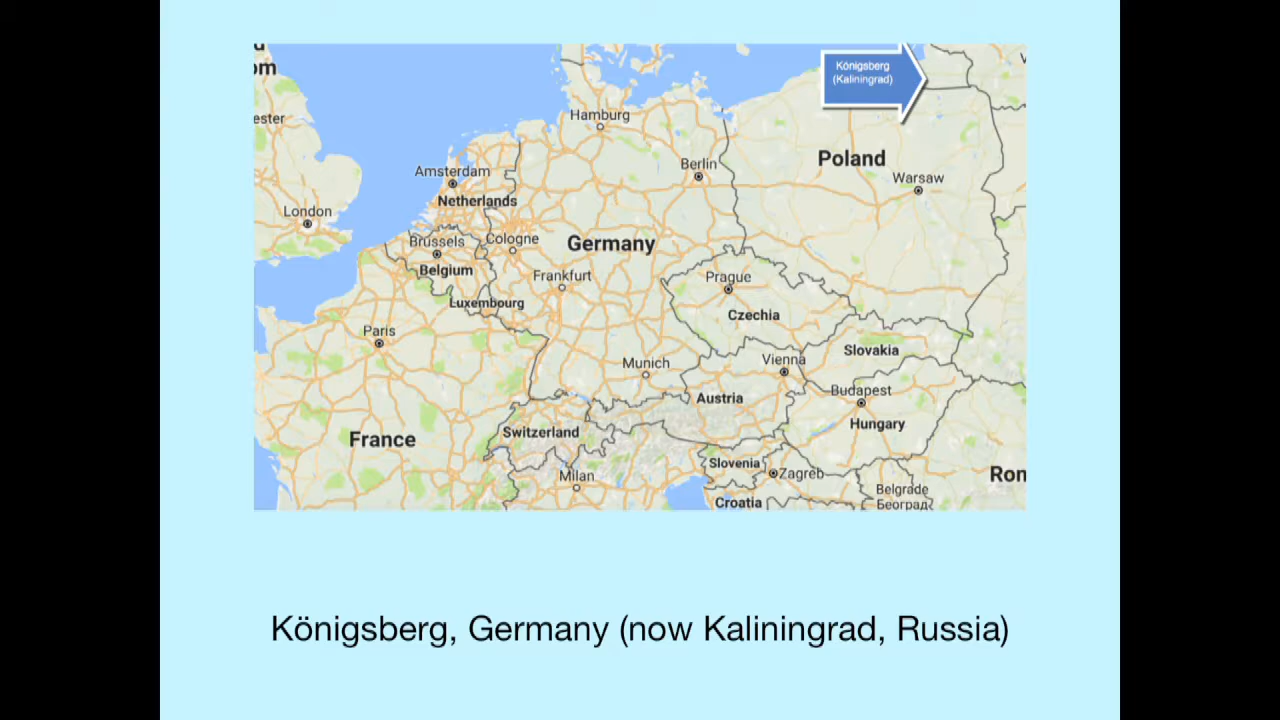 om
Königsberg
(Kaliningrad)
ester
Hamburg
Berlin
Poland
Amsterdam
Warsaw
Netherlands
London
Brussels
Cologne
Germany
Belgium
Frankfurt
Prague
Luxembourg
Czechia
Paris
Slovakia
Munich
Vienna
Budapest
Austria
Hungary
France
Switzerland
Slovenia
Zagreb
Milan
Ron
Belgrade
Београд
Croatia
Königsberg, Germany (now Kaliningrad, Russia)